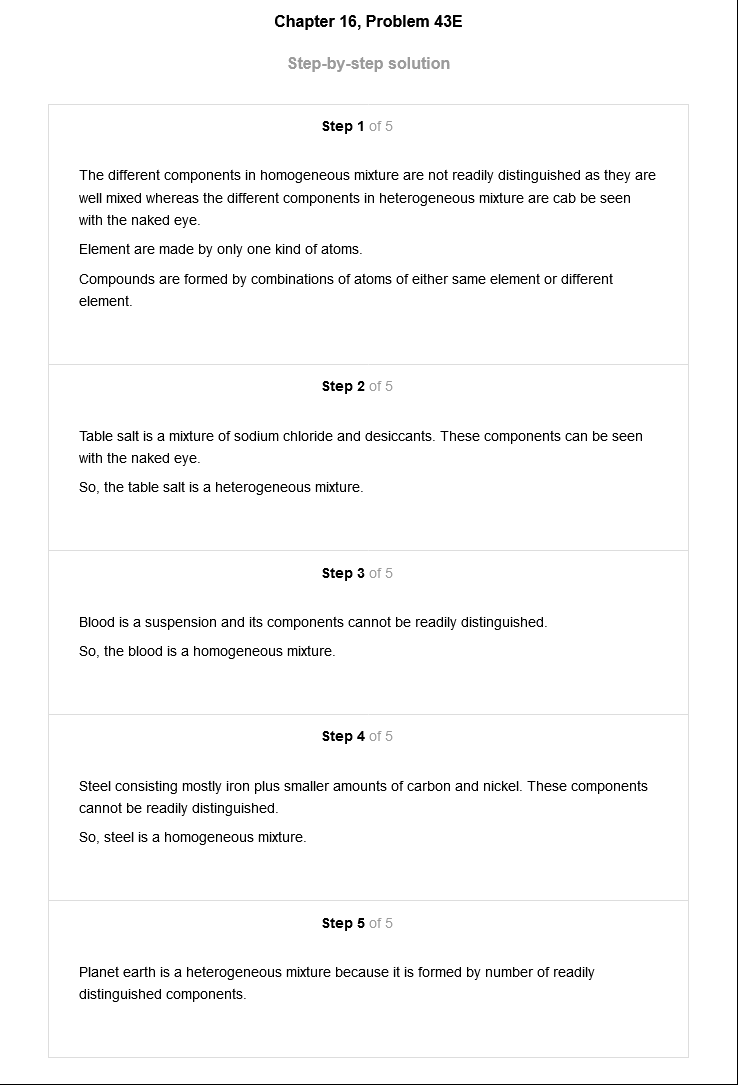 Chapter 16, Problem 43E
Step-by-step solution
Step 1 of 5
The different components in homogeneous mixture are not readily distinguished as they are
well mixed whereas the different components in heterogeneous mixture are cab be seen
with the naked eye.
Element are made by only one kind of atoms.
Compounds are formed by combinations of atoms of either same element or different
element.
Step 2 of 5
Table salt is a mixture of sodium chloride and desiccants. These components can be seen
with the naked eye.
So, the table salt is a heterogeneous mixture.
Step 3 of 5
Blood is a suspension and its components cannot be readily distinguished.
So, the blood is a homogeneous mixture.
Step 4 of 5
Steel consisting mostly iron plus smaller amounts of carbon and nickel. These components
cannot be readily distinguished.
So, steel is a homogeneous mixture.
Step 5 of 5
Planet earth is a heterogeneous mixture because it is formed by number of readily
distinguished components.